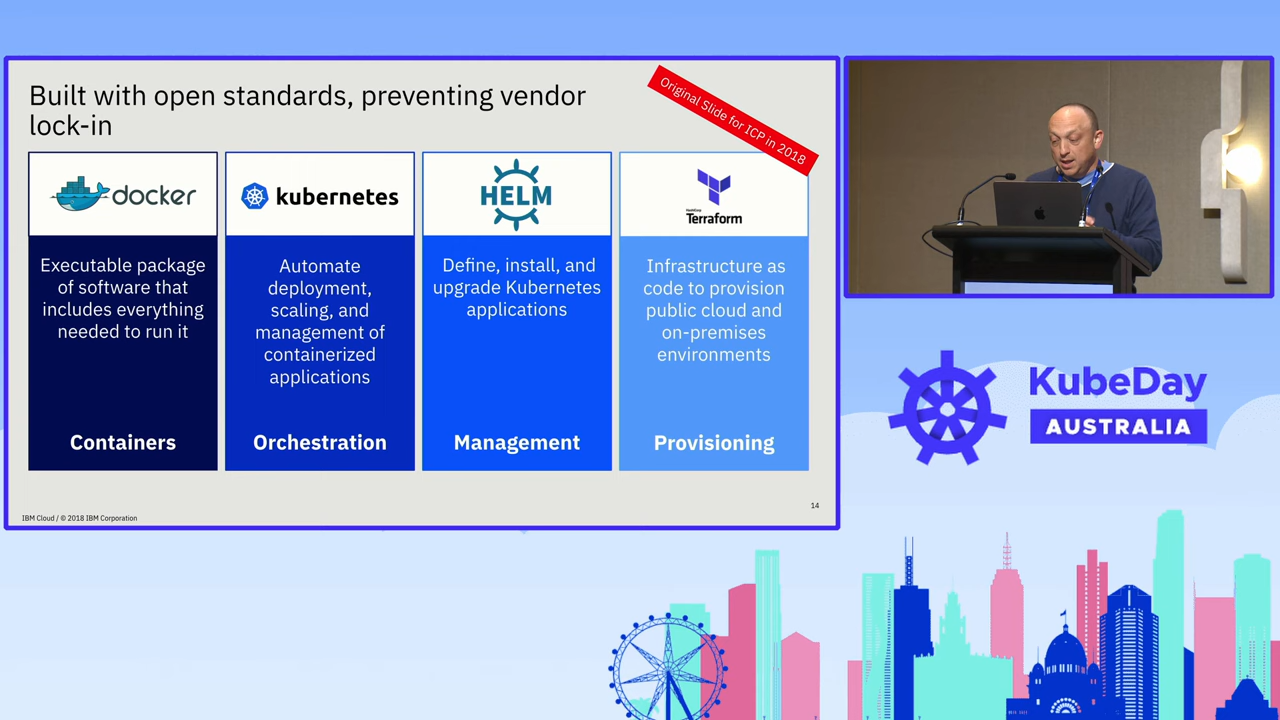 Built with open standards, preventing vendor
lock-in
Original Slide for ICP in 2018
docker
Executable package
of software that
includes everything
needed to run it
Containers
kubernetes
Automate
deployment,
scaling, and
management of
containerized
applications
Orchestration
HELM
Define, install, and
upgrade Kubernetes
applications
Management
HashiCorp
Terraform
Infrastructure as
code to provision
public cloud and
on-premises
environments
Provisioning
14
IBM Cloud / © 2018 IBM Corporation
KubeDay
AUSTRALIA